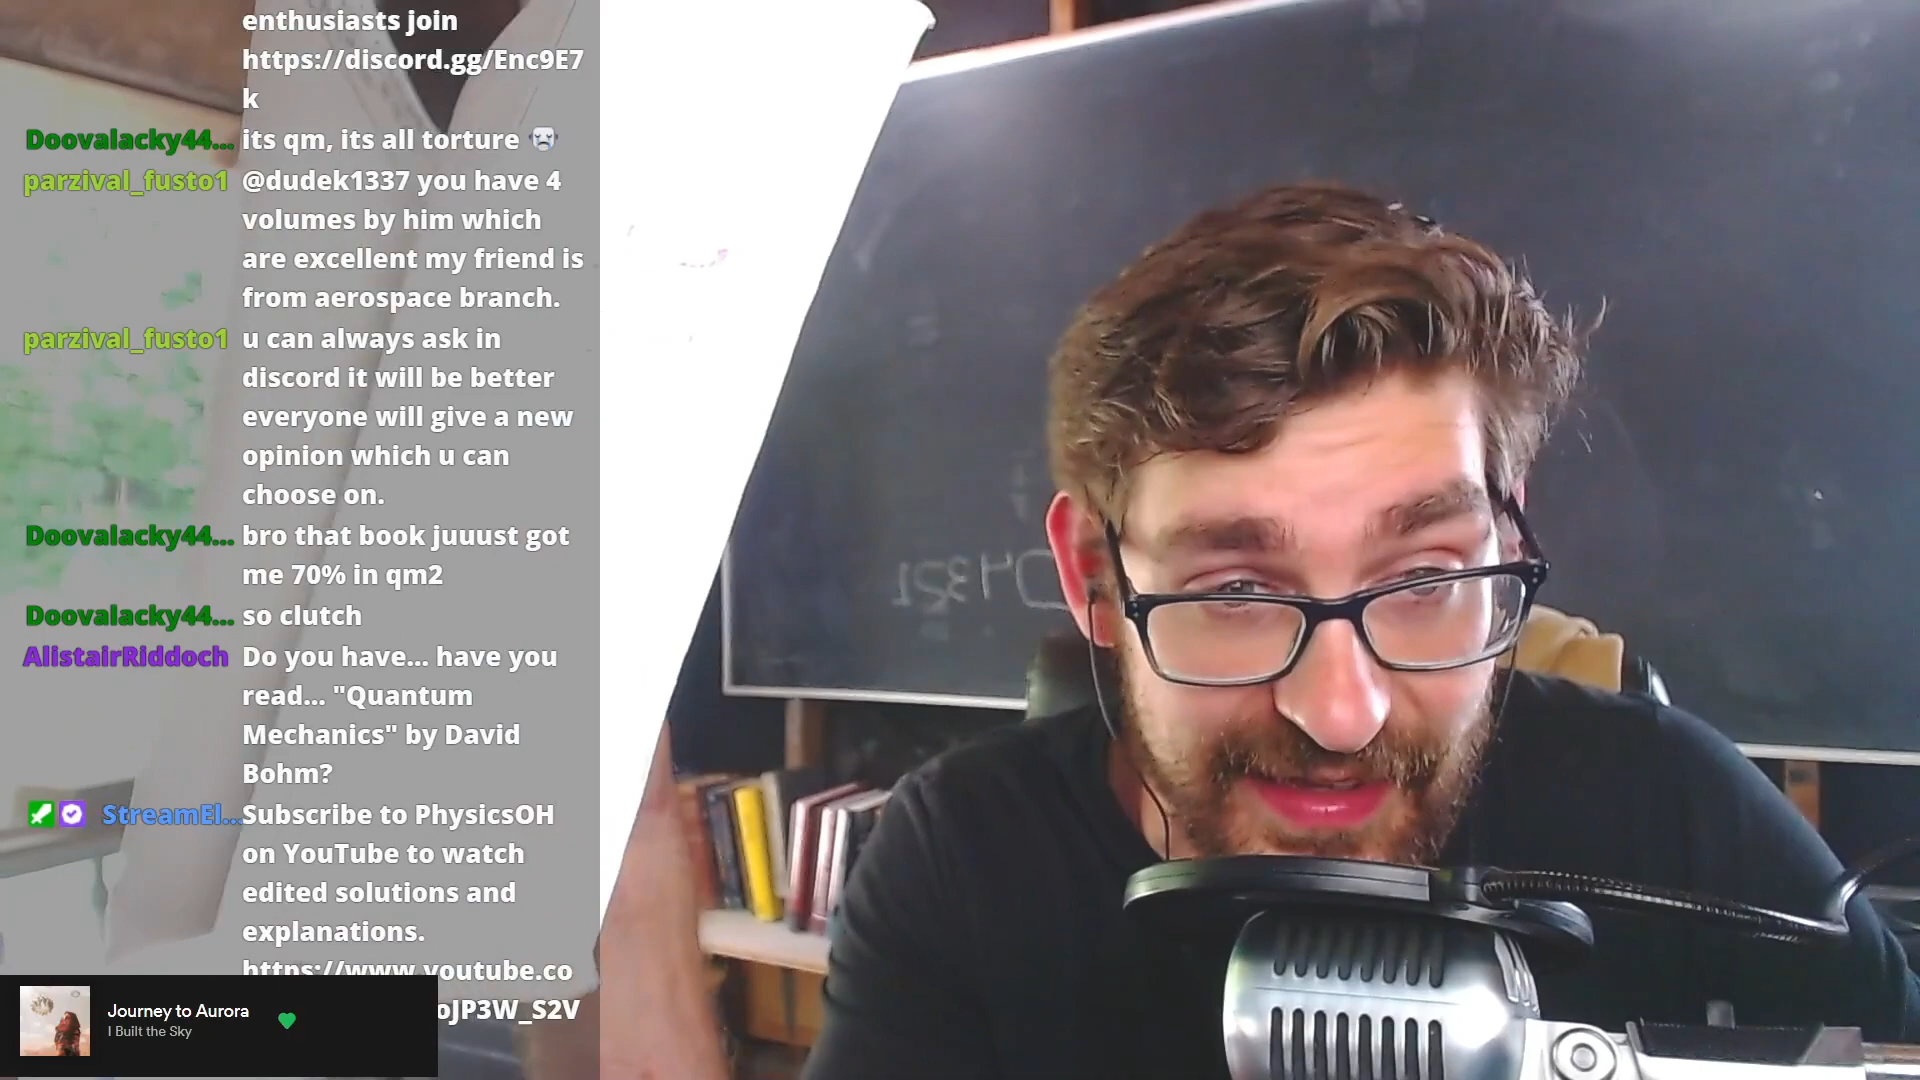 enthusiasts join
https://discord.gg/Enc9E7
k
Doovalacky44... its qm, its all torture
parzival_fusto1 @dudek1337 you have 4
volumes by him which
are excellent my friend is
from aerospace branch.
parzival_fusto1 u can always ask in
discord it will be better
everyone will give a new
opinion which u can
choose on.
Doovalacky44... bro that book juuust got
me 70% in qm2
Doovalacky44... so clutch
AlistairRiddoch Do you have... have you
read... "Quantum
Mechanics" by David
Bohm?
StreamEl... Subscribe to PhysicsOH
on YouTube to watch
edited solutions and
explanations.
https://www.youtube.co
oJP3W_S2V
Journey to Aurora
I Built the Sky